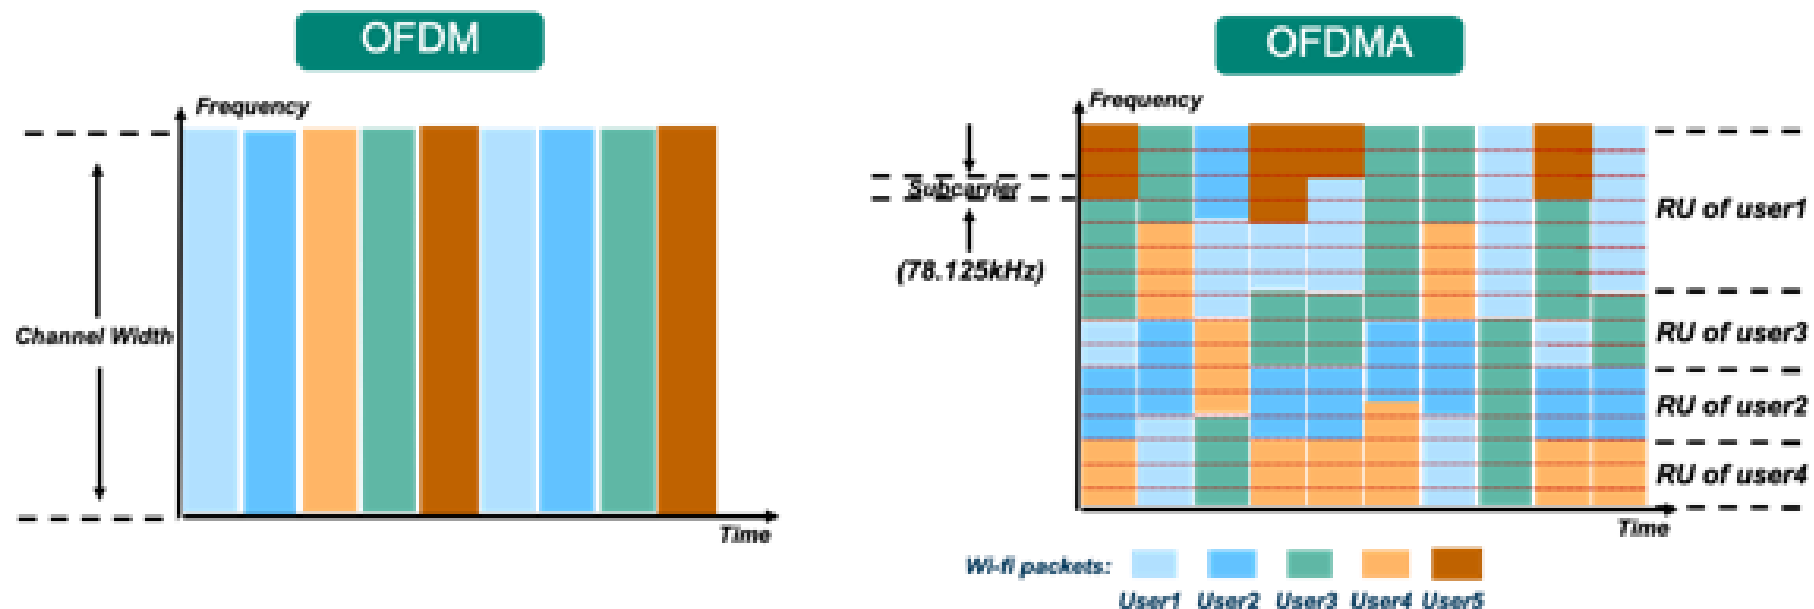 OFDM
OFDMA
Frequency
Channel Width
Time
Frequency
Subcarrier
(78.125kHz)
RU of user1
RU of user3
RU of user2
RU of user4
Time
Wi-fi packets:
User1 User2 User3 User4 User5